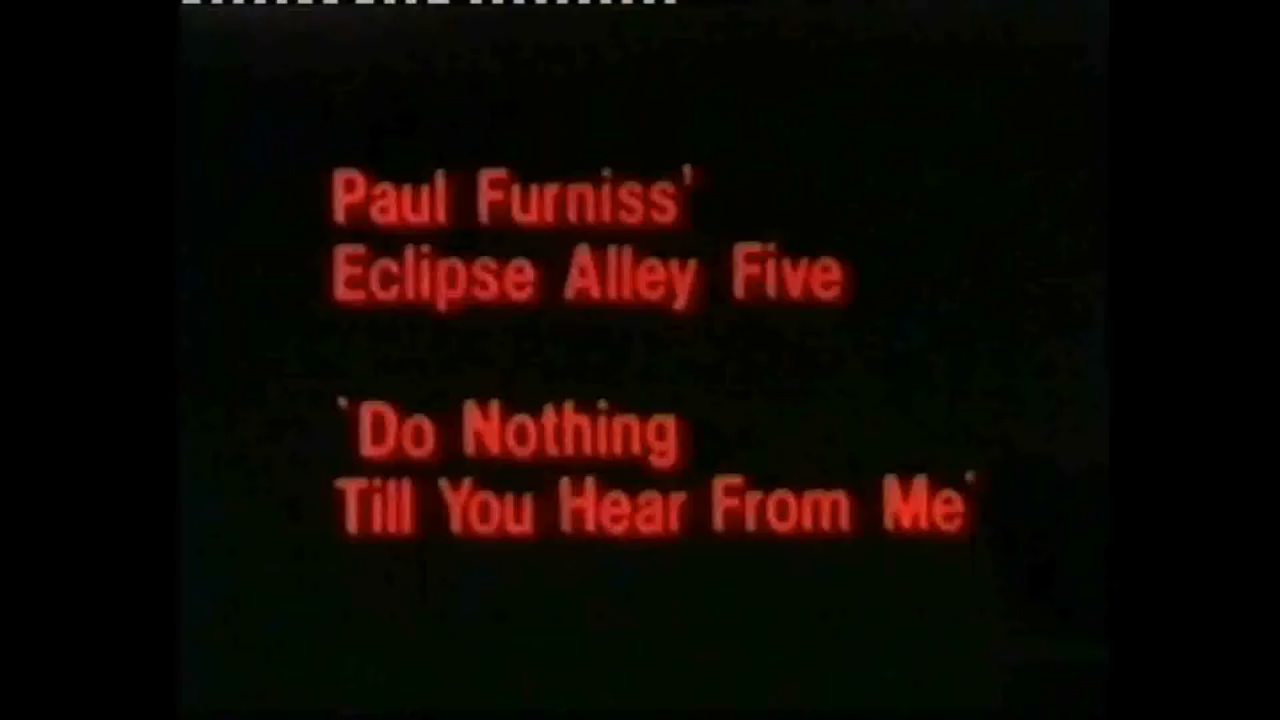 Paul Furniss'
Eclipse Alley Five
'Do Nothing
Till You Hear From Me'